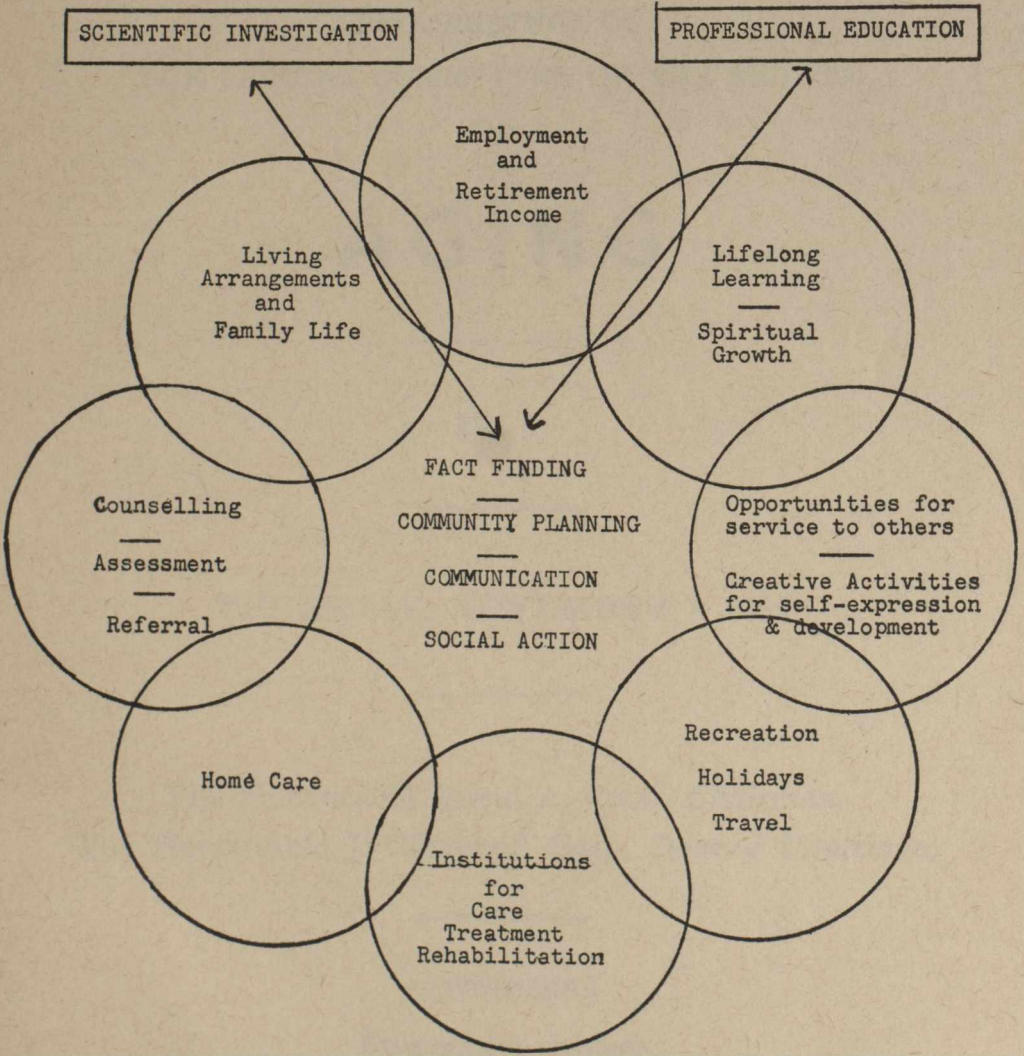 SCIENTIFIC INVESTIGATION
PROFESSIONAL EDUCATION
Employment
and
Retirement
Income
Living
Arrangements
and
Family Life
Lifelong
Learning
Spiritual
Growth
FACT FINDING
COMMUNITY PLANNING
COMMUNICATION
SOCIAL ACTION
Counselling
Assessment
Referral
Opportunities for
service to others
Creative Activities
for self-expression
& development
Home Care
Recreation
Holidays
Travel
Institutions
for
Care
Treatment
Rehabilitation